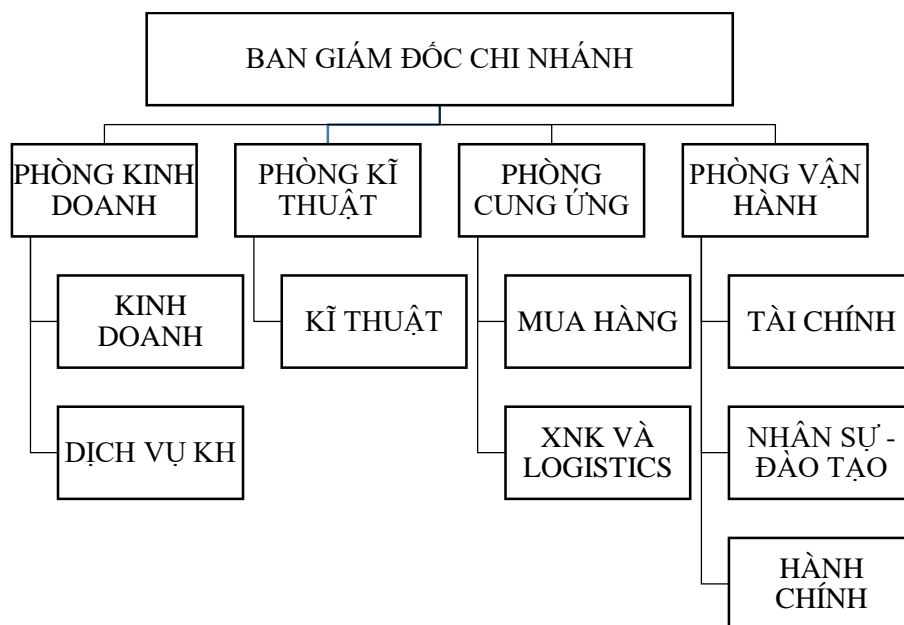 BAN GIÁM ĐỐC CHI NHÁNH
PHÒNG KINH
DOANH
KINH
DOANH
DỊCH VỤ KH
PHÒNG KĨ
THUẬT
KĨ THUẬT
PHÒNG
CUNG ỨNG
MUA HÀNG
XNK VÀ
LOGISTICS
PHÒNG VẬN
HÀNH
TÀI CHÍNH
NHÂN SỰ -
ĐÀO TẠO
HÀNH
CHÍNH